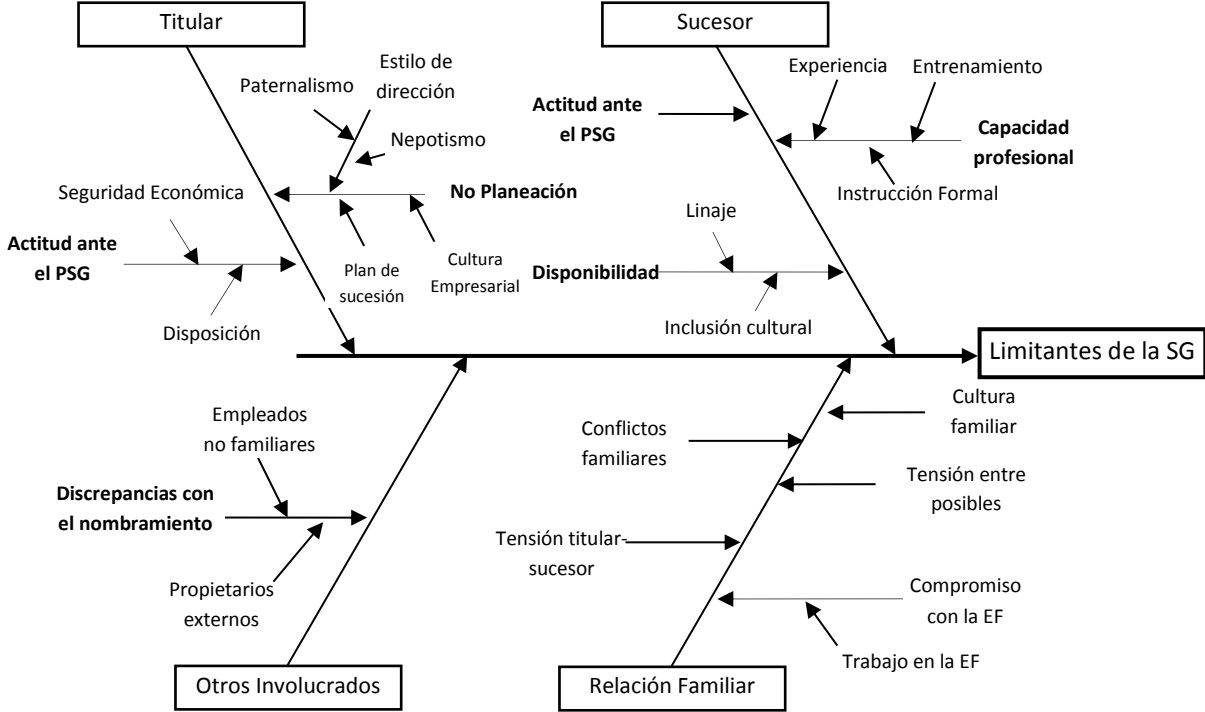 Titular
Sucesor
Estilo de
dirección
Paternalismo
Nepotismo
No Planeación
Seguridad Económica
Actitud ante
el PSG
Plan de
sucesión
Cultura
Empresarial
Disposición
Experiencia
Entrenamiento
Actitud ante
el PSG
Capacidad
profesional
Instrucción Formal
Linaje
Disponibilidad
Inclusión cultural
Limitantes de la SG
Empleados
no familiares
Discrepancias con
el nombramiento
Propietarios
externos
Otros Involucrados
Cultura
familiar
Conflictos
familiares
Tensión entre
posibles
Tensión titular-
sucesor
Compromiso
con la EF
Trabajo en la EF
Relación Familiar